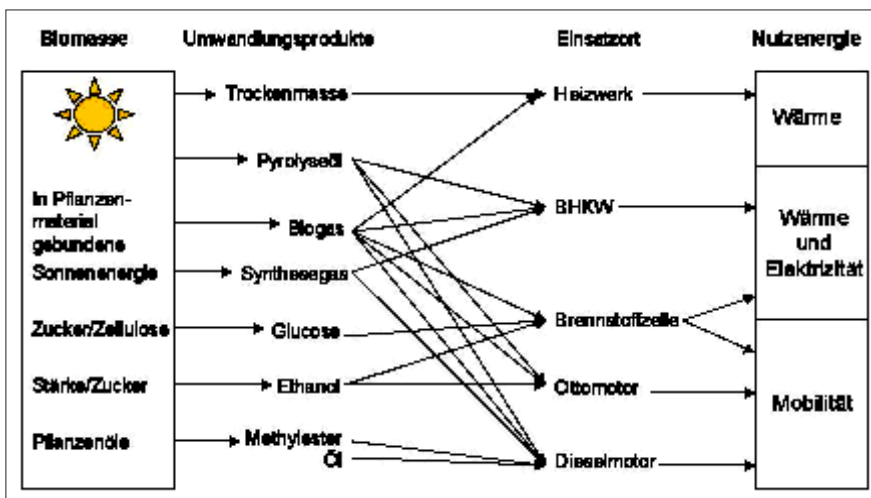 Biomasse Umwandlungsprodukte Einsatzort Nutzenergie
Trockenmasse Heizwerk Wärme
Pyrolyseöl
In Pflanzen-
material
gebundene
Sonnenenergie
Biogas BHKW
Wärme
und
Elektrizität
Synthesegas
Zucker/Zellulose Glucose Brennstoffzelle
Stärke/Zucker Ethanol Ottomotor Mobilität
Pflanzenöle Methylester
Öl Dieselmotor